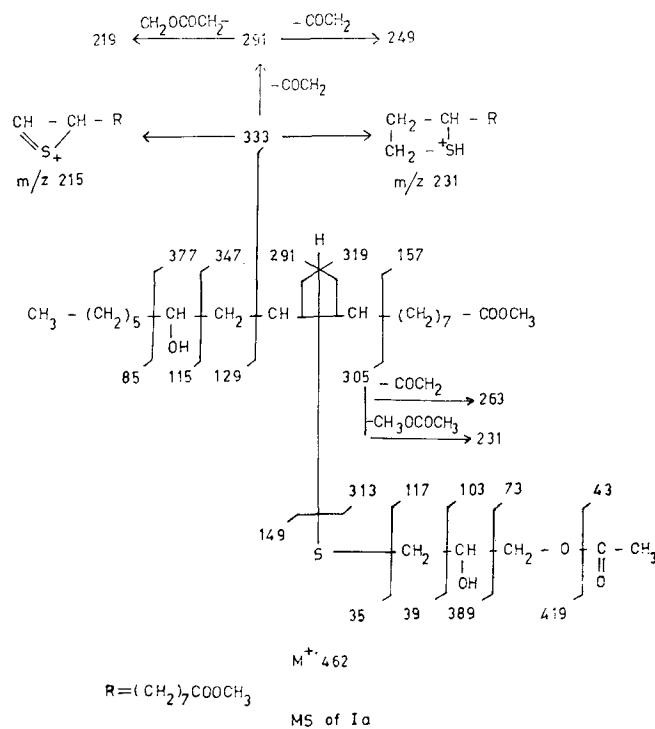 CH2OCOCH2- -COCH2
219 291 249
-COCH2
CH - CH - R 333 CH2 - CH - R
S+ CH2 - +SH
m/z 215 m/z 231
H
377 347 291 319 157
CH3 - (CH2)5 - CH - CH2 - CH - CH - (CH2)7 - COOCH3
OH
85 115 129 305
- COCH2 263
-CH3OCOCH3 231
313 117 103 73 43
149
S - CH2 - CH - CH2 - O - C - CH3
OH O
35 39 389 419
M+· 462
R=(CH2)7COOCH3
MS of Ia